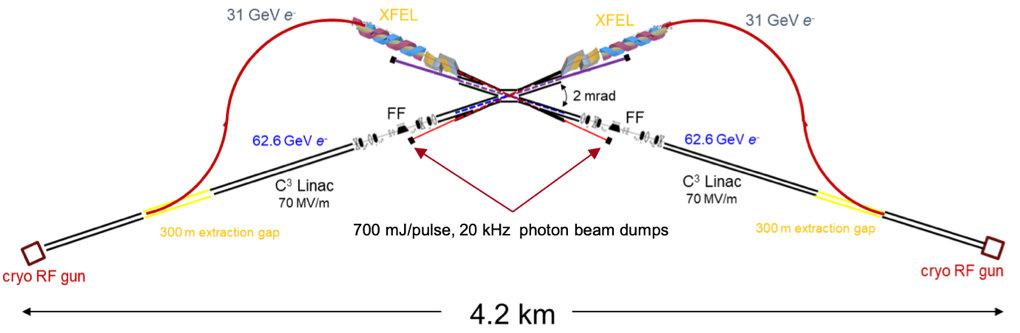 31 GeV e-
XFEL
XFEL
31 GeV e-
2 mrad
FF
FF
62.6 GeV e-
62.6 GeV e-
C³ Linac
70 MV/m
C³ Linac
70 MV/m
300 m extraction gap
700 mJ/pulse, 20 kHz photon beam dumps
300 m extraction gap
cryo RF gun
cryo RF gun
4.2 km